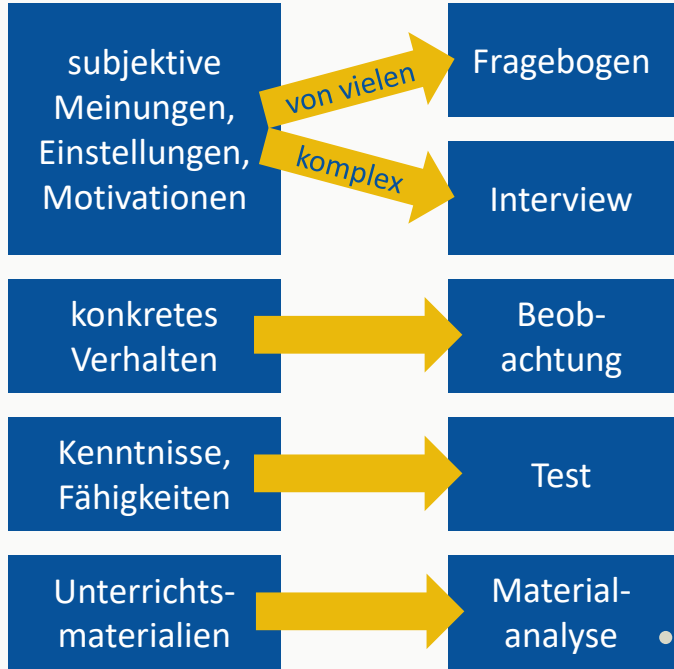 subjektive
Meinungen,
Einstellungen,
Motivationen
von vielen
Fragebogen
komplex
Interview
konkretes
Verhalten
Beob-
achtung
Kenntnisse,
Fähigkeiten
Test
Unterrichts-
materialien
Material-
analyse